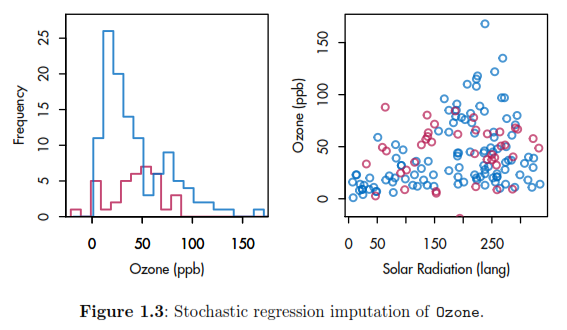 25
20
15
10
5
0
Frequency
0 50 100 150
Ozone (ppb)
150
100
50
0
Ozone (ppb)
0 50 150 250
Solar Radiation (lang)
Figure 1.3: Stochastic regression imputation of Ozone.